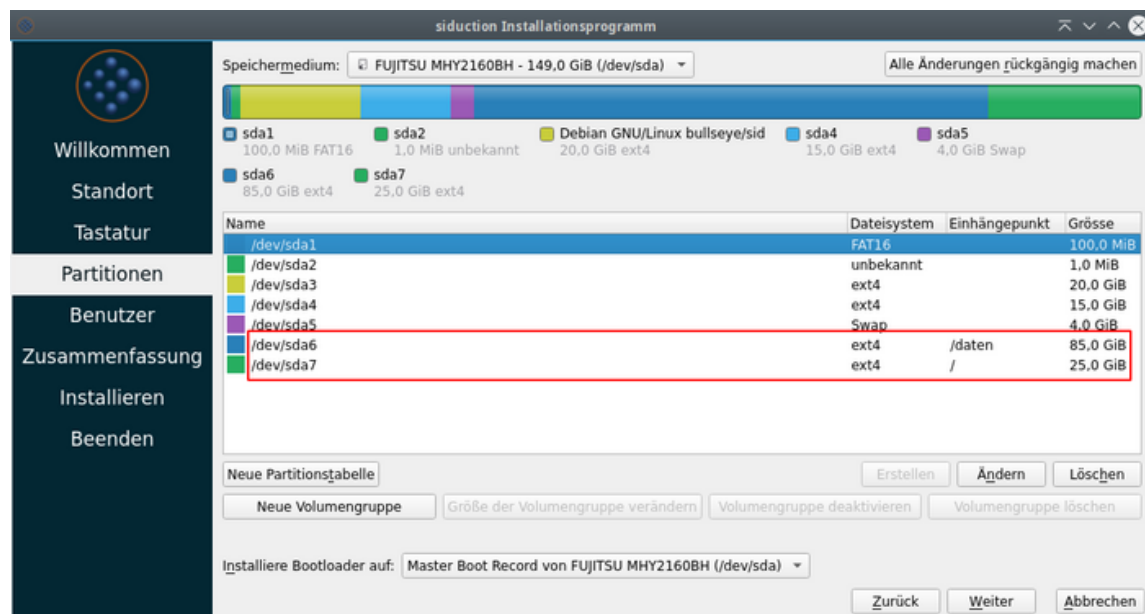 siduction Installationsprogramm
Speichermedium: FUJITSU MHY2160BH - 149,0 GiB (/dev/sda) Alle Änderungen rückgängig machen
sda1 sda2 Debian GNU/Linux bullseye/sid sda4 sda5
100,0 MiB FAT16 1,0 MiB unbekannt 20,0 GiB ext4 15,0 GiB ext4 4,0 GiB Swap
sda6 sda7
85,0 GiB ext4 25,0 GiB ext4
Willkommen
Standort
Tastatur
Partitionen
Benutzer
Zusammenfassung
Installieren
Beenden
Name Dateisystem Einhängepunkt Grösse
/dev/sda1 FAT16 100,0 MiB
/dev/sda2 unbekannt 1,0 MiB
/dev/sda3 ext4 20,0 GiB
/dev/sda4 ext4 15,0 GiB
/dev/sda5 Swap 4,0 GiB
/dev/sda6 ext4 /daten 85,0 GiB
/dev/sda7 ext4 / 25,0 GiB
Neue Partitionstabelle Erstellen Ändern Löschen
Neue Volumengruppe Größe der Volumengruppe verändern Volumengruppe deaktivieren Volumengruppe löschen
Installiere Bootloader auf: Master Boot Record von FUJITSU MHY2160BH (/dev/sda)
Zurück Weiter Abbrechen